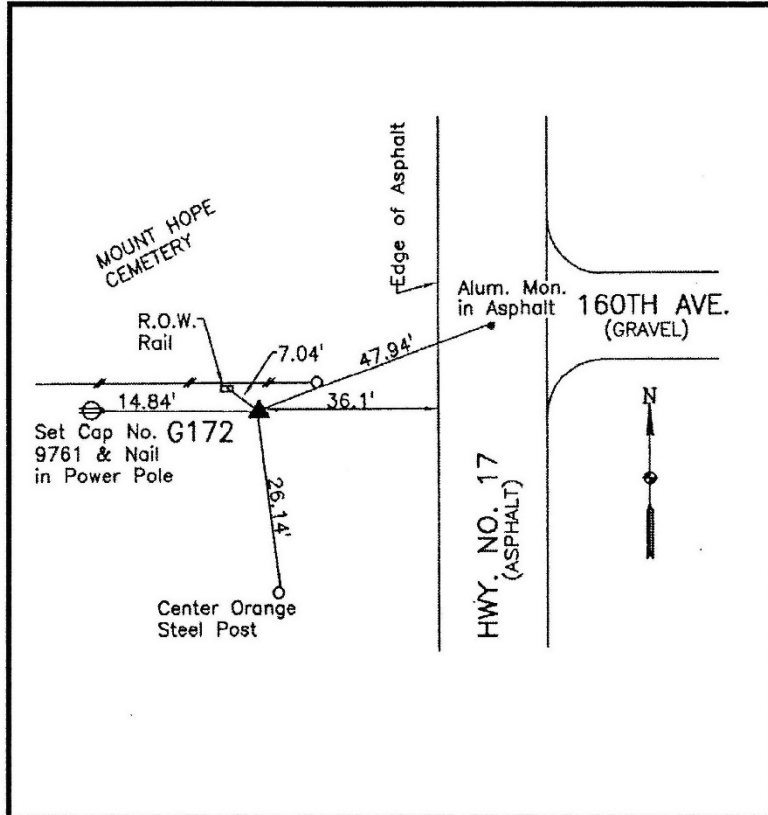 MOUNT HOPE
CEMETERY
Edge of Asphalt
R.O.W.
Rail
7.04'
47.94'
Alum. Mon.
in Asphalt
160TH AVE.
(GRAVEL)
14.84'
36.1'
Set Cap No.
9761 & Nail
in Power Pole
G172
26.14'
Center Orange
Steel Post
HWY. NO. 17
(ASPHALT)
N